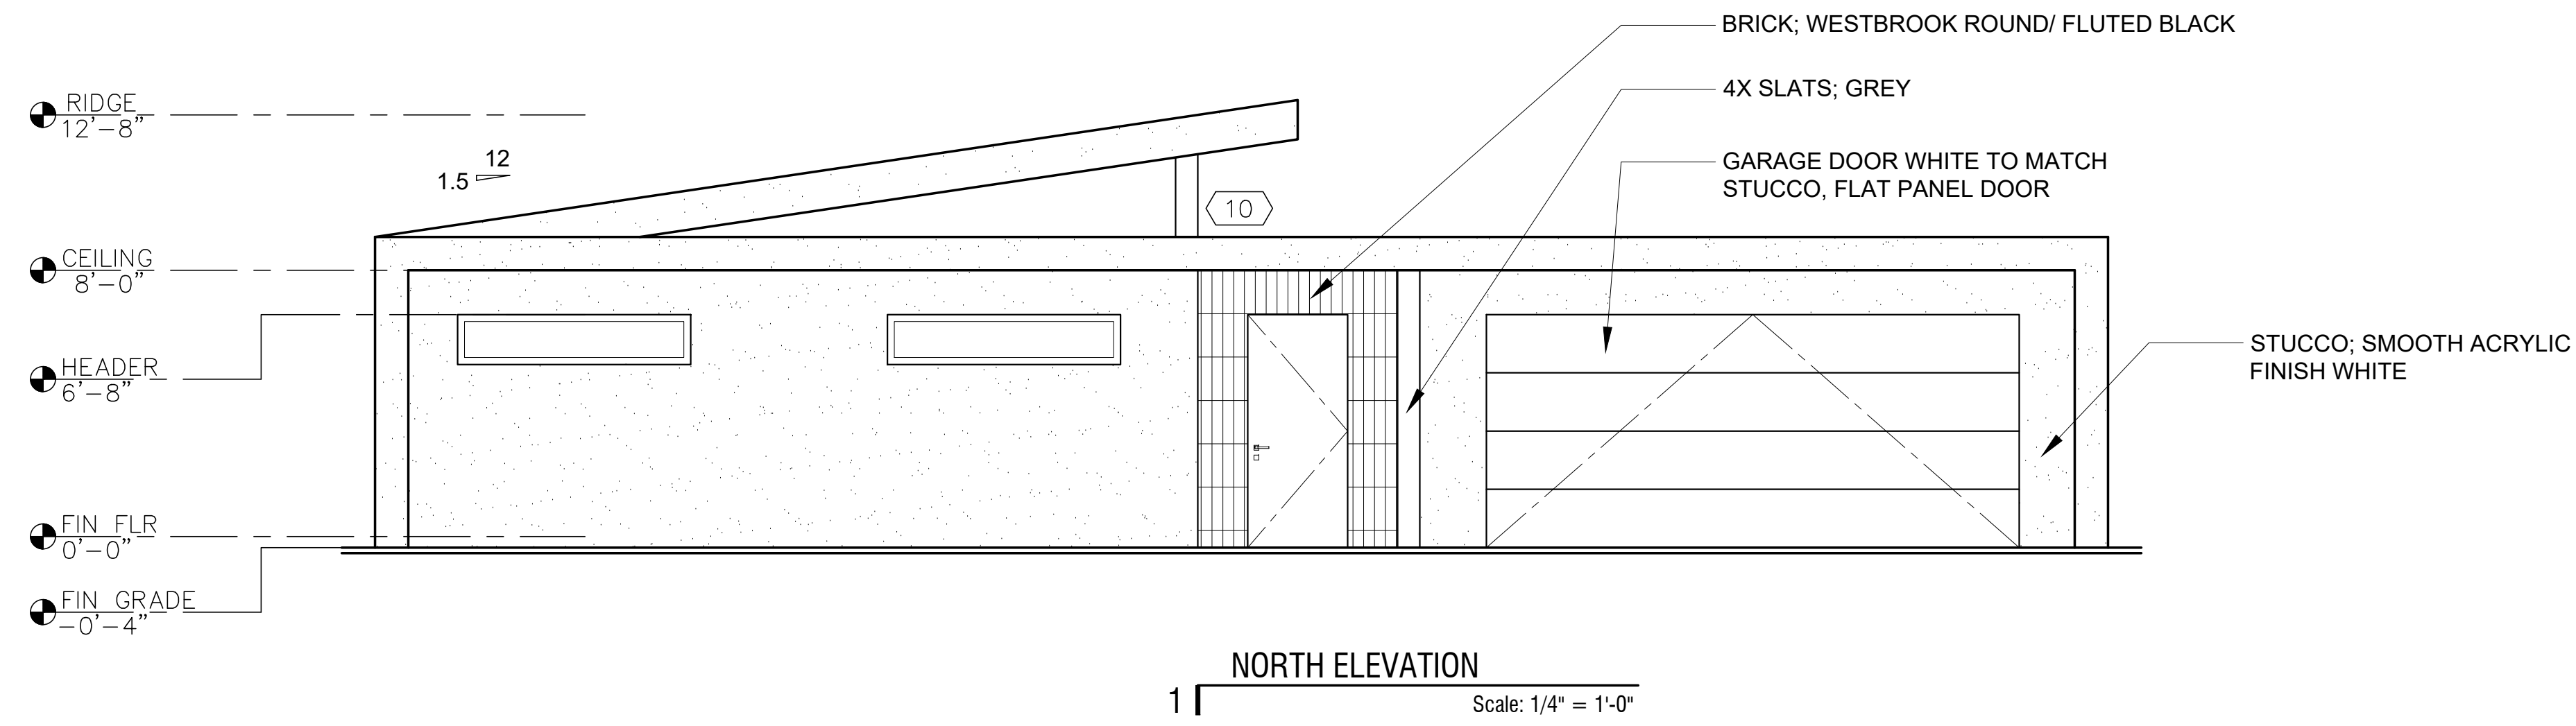 BRICK; WESTBROOK ROUND/ FLUTED BLACK
4X SLATS; GREY
RIDGE
12'-8"
12
1.5
GARAGE DOOR WHITE TO MATCH
STUCCO, FLAT PANEL DOOR
10
CEILING
8'-0"
HEADER
6'-8"
STUCCO; SMOOTH ACRYLIC
FINISH WHITE
FIN FLR
0'-0"
FIN GRADE
-0'-4"
NORTH ELEVATION
1
Scale: 1/4" = 1'-0"